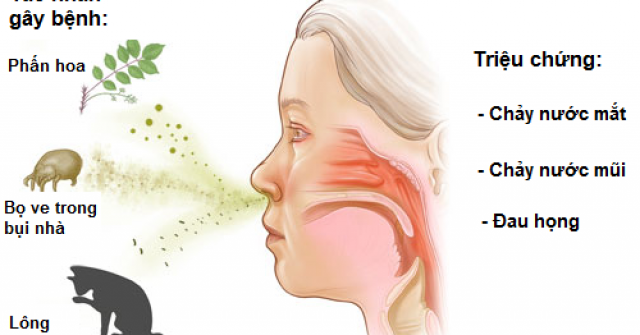 gây bệnh:
Phấn hoa
Bọ ve trong
bụi nhà
Lông
Triệu chứng:
- Chảy nước mắt
- Chảy nước mũi
- Đau họng